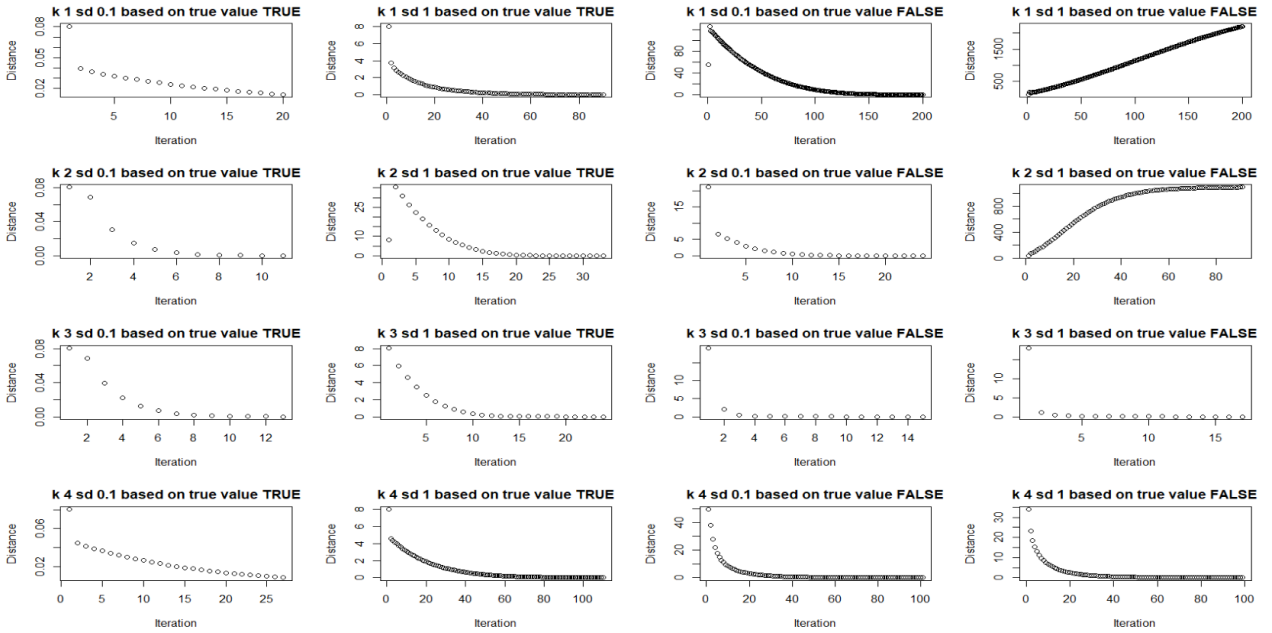 k 1 sd 0.1 based on true value TRUE
Distance
0.02 0.05 0.08
5 10 15 20
Iteration
k 1 sd 1 based on true value TRUE
Distance
0 2 4 6 8
0 20 40 60 80
Iteration
k 1 sd 0.1 based on true value FALSE
Distance
0 40 80
0 50 100 150 200
Iteration
k 1 sd 1 based on true value FALSE
Distance
500 1500
0 50 100 150 200
Iteration
k 2 sd 0.1 based on true value TRUE
Distance
0.00 0.04 0.08
2 4 6 8 10
Iteration
k 2 sd 1 based on true value TRUE
Distance
0 5 15 25
0 5 10 15 20 25 30
Iteration
k 2 sd 0.1 based on true value FALSE
Distance
0 5 15
5 10 15 20
Iteration
k 2 sd 1 based on true value FALSE
Distance
0 400 800
0 20 40 60 80
Iteration
k 3 sd 0.1 based on true value TRUE
Distance
0.00 0.04 0.08
2 4 6 8 10 12
Iteration
k 3 sd 1 based on true value TRUE
Distance
0 2 4 6 8
5 10 15 20
Iteration
k 3 sd 0.1 based on true value FALSE
Distance
0 5 10 15
2 4 6 8 10 12 14
Iteration
k 3 sd 1 based on true value FALSE
Distance
0 5 10 15
5 10 15
Iteration
k 4 sd 0.1 based on true value TRUE
Distance
0.02 0.06
0 5 10 15 20 25
Iteration
k 4 sd 1 based on true value TRUE
Distance
0 2 4 6 8
0 20 40 60 80 100
Iteration
k 4 sd 0.1 based on true value FALSE
Distance
0 20 40
0 20 40 60 80 100
Iteration
k 4 sd 1 based on true value FALSE
Distance
0 10 20 30
0 20 40 60 80 100
Iteration